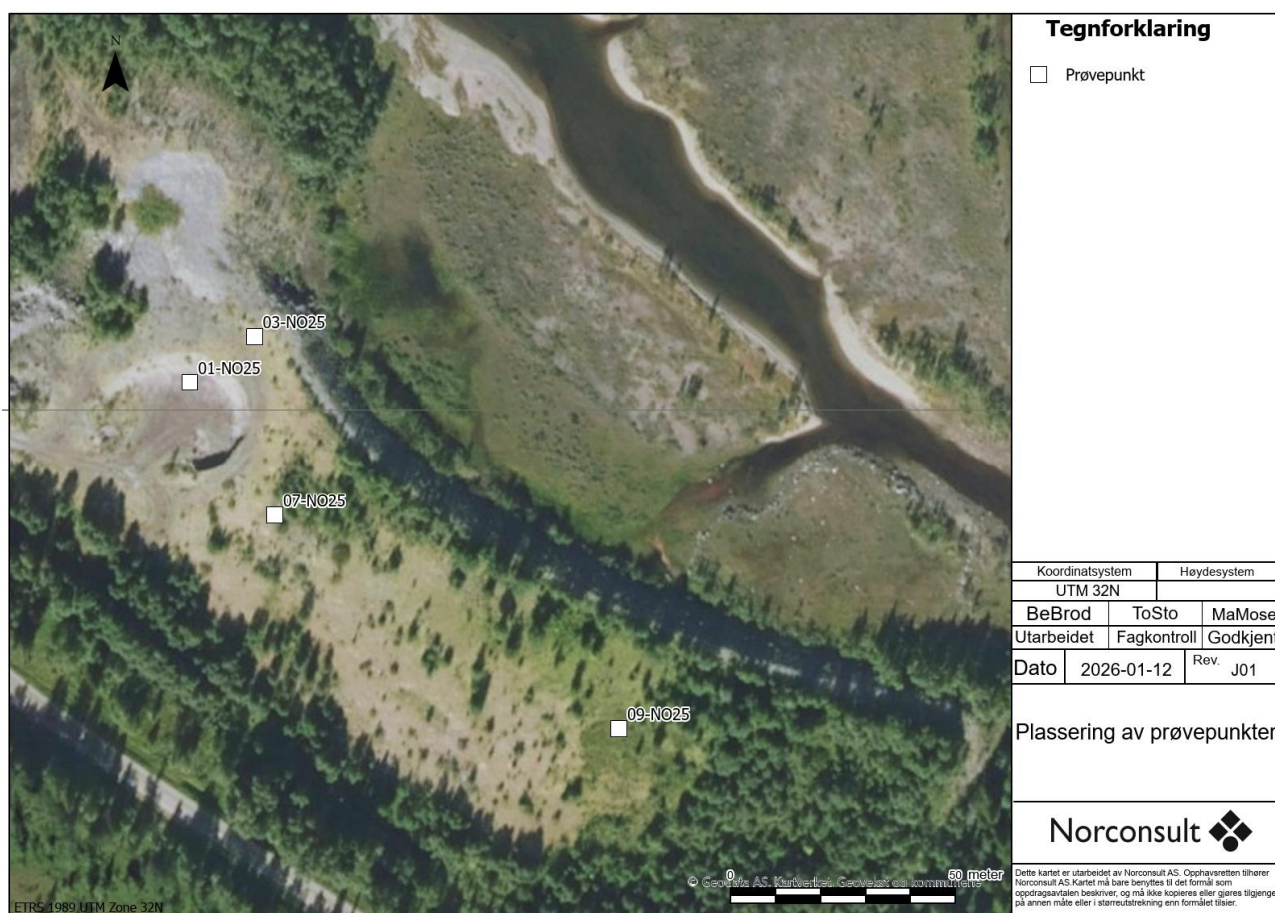 N
03-NO25
01-NO25
07-NO25
09-NO25
0
50 meter
© Geodata AS, Kartverket, Geovekst og kommunene
ETRS 1989 UTM Zone 32N
Tegnforklaring
Prøvepunkt
Koordinatsystem Høydesystem
UTM 32N
BeBrod ToSto MaMose
Utarbeidet Fagkontroll Godkjent
Dato 2026-01-12 Rev. J01
Plassering av prøvepunkter
Norconsult
Dette kartet er utarbeidet av Norconsult AS. Opphavsretten tilhører
Norconsult AS.Kartet må bare benyttes til det formål som
oppdragsavtalen beskriver, og må ikke kopieres eller gjøres tilgjenge
på annen måte eller i størreutstrekning enn formålet tilsier.